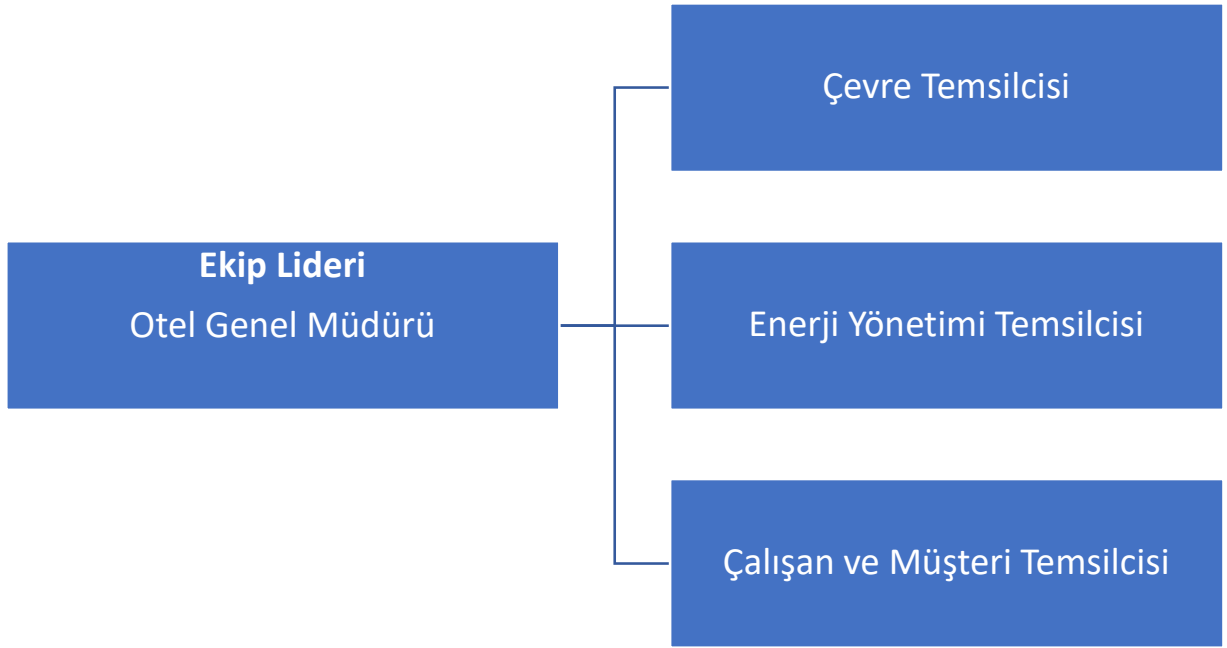 Çevre Temsilcisi
Ekip Lideri
Otel Genel Müdürü
Enerji Yönetimi Temsilcisi
Çalışan ve Müşteri Temsilcisi